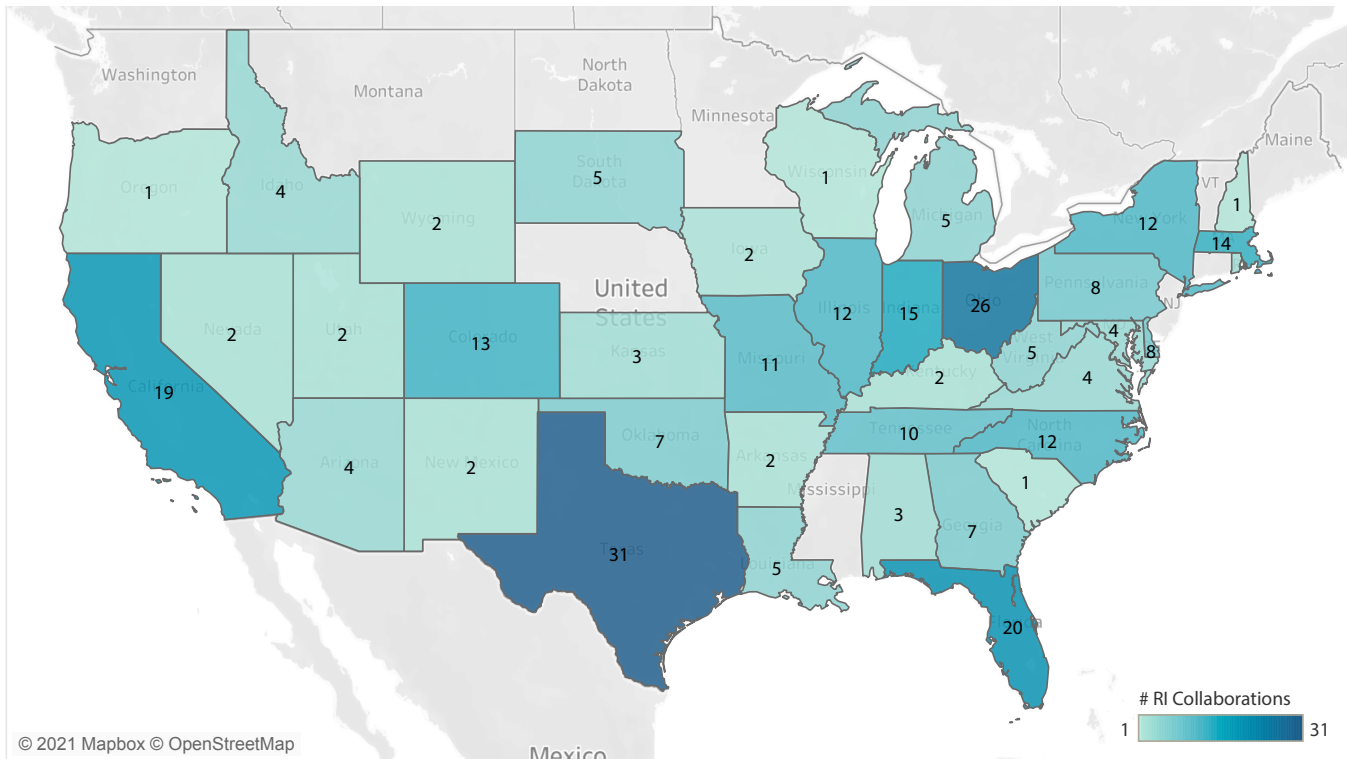 Washington
Montana
North
Dakota
Minnesota
Maine
Oregon
1
Idaho
4
Wyoming
2
South
Dakota
5
Wisconsin
1
Michigan
5
New York
12
VT
1
14
Iowa
2
United
States
California
19
Nevada
2
Utah
2
Colorado
13
Kansas
3
Missouri
11
Illinois
12
Indiana
15
Ohio
26
Pennsylvania
8
NJ
West
Virginia
5
4
8
Kentucky
2
4
Arizona
4
New Mexico
2
Oklahoma
7
Arkansas
2
Tennessee
10
North
Carolina
12
Mississippi
1
3
Georgia
7
Texas
31
Louisiana
5
Florida
20
Mexico
# RI Collaborations
1
31
© 2021 Mapbox © OpenStreetMap